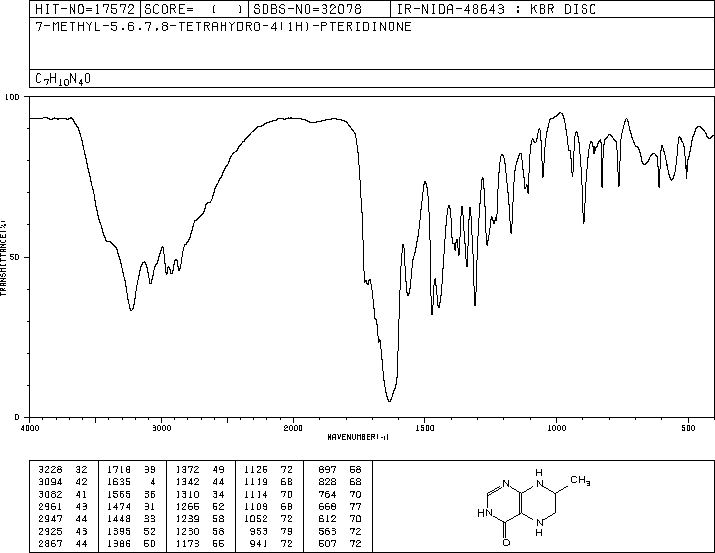 HIT-NO=17572 SCORE= ( ) SDBS-NO=32078 IR-NIDA-48643 : KBR DISC
7-METHYL-5,6,7,8-TETRAHYDRO-4(1H)-PTERIDINONE
C7H10N4O
100
50
0
TRANSMITTANCE(%)
4000 3000 2000 1500 1000 500
WAVENUMBER(-1)
3228 32 1718 39 1372 49 1126 72 897 58
3094 42 1635 4 1342 44 1119 68 828 68
3082 41 1565 36 1310 34 1114 70 764 70
2961 43 1474 31 1266 52 1109 68 668 77
2947 44 1448 33 1239 58 1052 72 612 70
2925 43 1395 52 1230 58 953 79 563 72
2867 44 1386 50 1173 55 941 72 507 72
H
N
N
CH3
HN
N
H
O